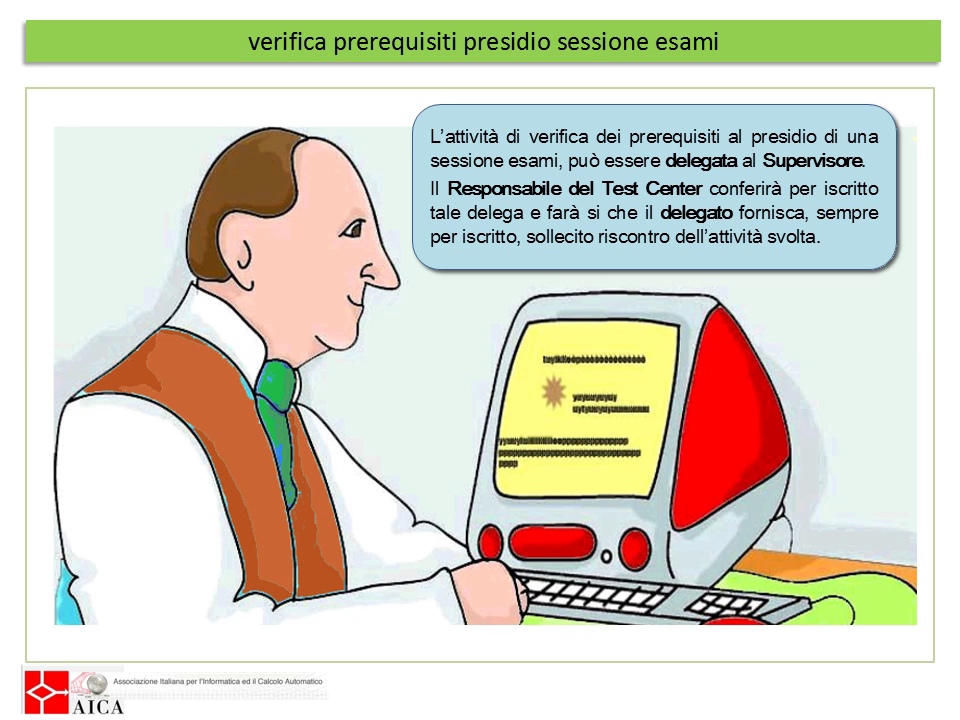 verifica prerequisiti presidio sessione esami
L’attività di verifica dei prerequisiti al presidio di una
sessione esami, può essere delegata al Supervisore.
Il Responsabile del Test Center conferirà per iscritto
tale delega e farà si che il delegato fornisca, sempre
per iscritto, sollecito riscontro dell’attività svolta.
Associazione Italiana per l'Informatica ed il Calcolo Automatico
AICA